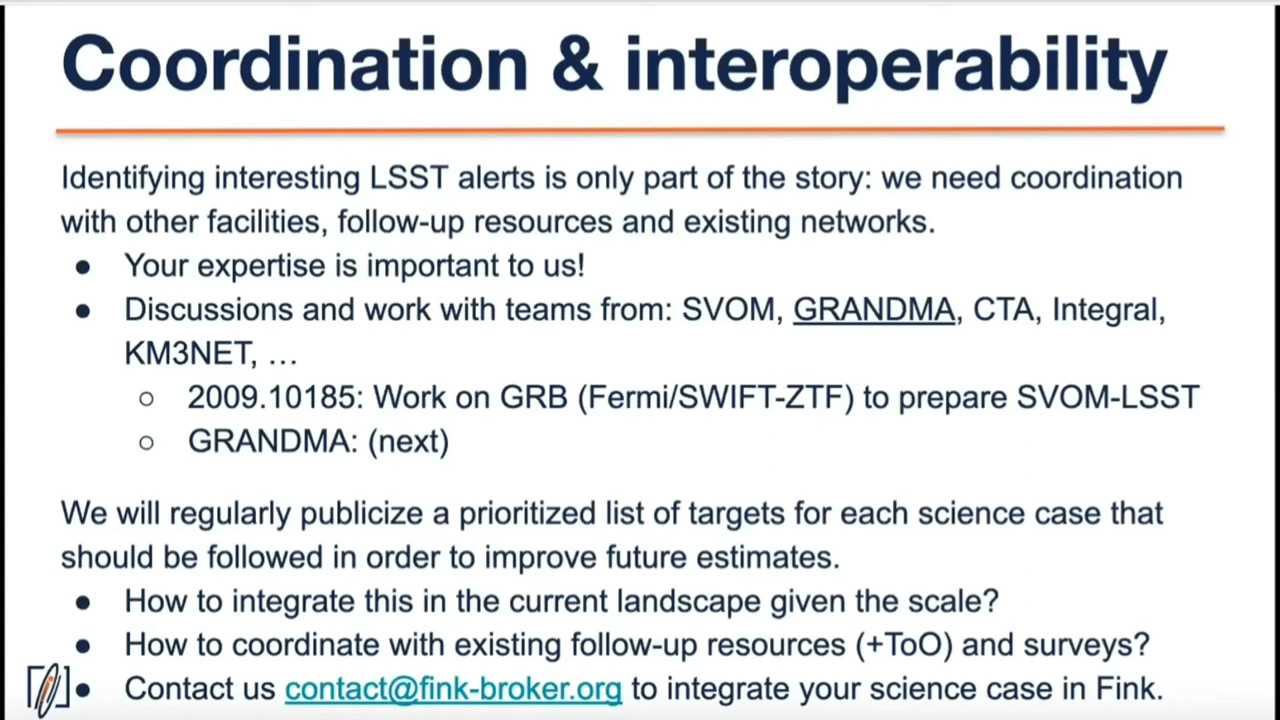 Coordination & interoperability
Identifying interesting LSST alerts is only part of the story: we need coordination
with other facilities, follow-up resources and existing networks.
● Your expertise is important to us!
● Discussions and work with teams from: SVOM, GRANDMA, CTA, Integral,
KM3NET, …
○ 2009.10185: Work on GRB (Fermi/SWIFT-ZTF) to prepare SVOM-LSST
○ GRANDMA: (next)
We will regularly publicize a prioritized list of targets for each science case that
should be followed in order to improve future estimates.
● How to integrate this in the current landscape given the scale?
● How to coordinate with existing follow-up resources (+ToO) and surveys?
● Contact us contact@fink-broker.org to integrate your science case in Fink.